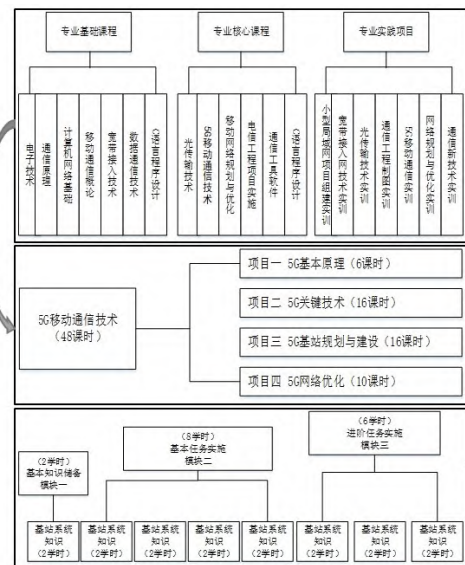 专业基础课程
专业核心课程
专业实践项目
电子技术
通信原理
计算机网络基础
移动通信概论
宽带接入技术
数据通信技术
C语言程序设计
光传输技术
5G移动通信技术
移动网络规划与优化
电信工程项目实施
通信工具软件
C语言程序设计
小型局域网项目组建实训
宽带接入网技术实训
光传输技术实训
通信工程制图实训
5G移动通信实训
网络规划与优化实训
通信新技术实训
5G移动通信技术
(48课时)
项目一 5G基本原理(6课时)
项目二 5G关键技术(16课时)
项目三 5G基站规划与建设(16课时)
项目四 5G网络优化(10课时)
(2学时)
基本知识储备
模块一
(8学时)
基本任务实施
模块二
(6学时)
进阶任务实施
模块三
基站系统
知识
(2学时)
基站系统
知识
(2学时)
基站系统
知识
(2学时)
基站系统
知识
(2学时)
基站系统
知识
(2学时)
基站系统
知识
(2学时)
基站系统
知识
(2学时)
基站系统
知识
(2学时)